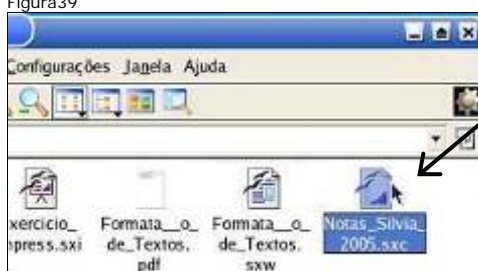 Figura39
Configurações Janela Ajuda
xercicio_ Formata__o_ Formata__o_ Notas_Silvia_
press.sxi de_Textos. de_Textos. 2005.sxc
pdf sxw